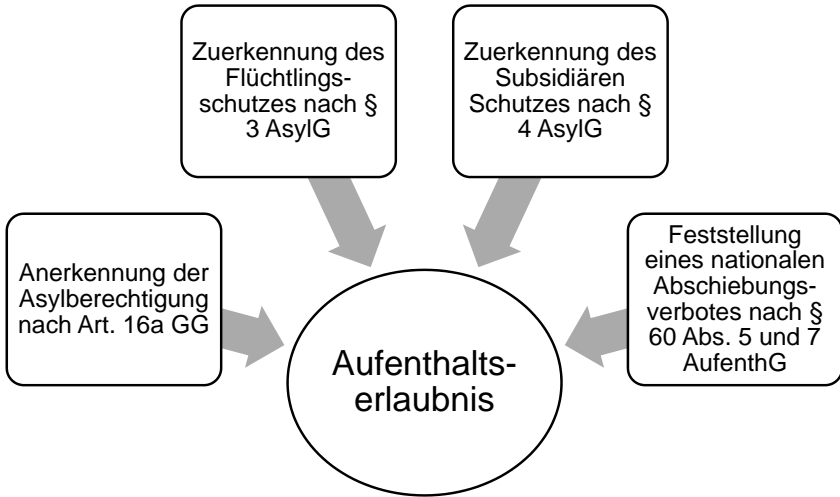 Zuerkennung des
Flüchtlings-
schutzes nach §
3 AsylG
Zuerkennung des
Subsidiären
Schutzes nach §
4 AsylG
Anerkennung der
Asylberechtigung
nach Art. 16a GG
Feststellung
eines nationalen
Abschiebungs-
verbotes nach §
60 Abs. 5 und 7
AufenthG
Aufenthalts-
erlaubnis